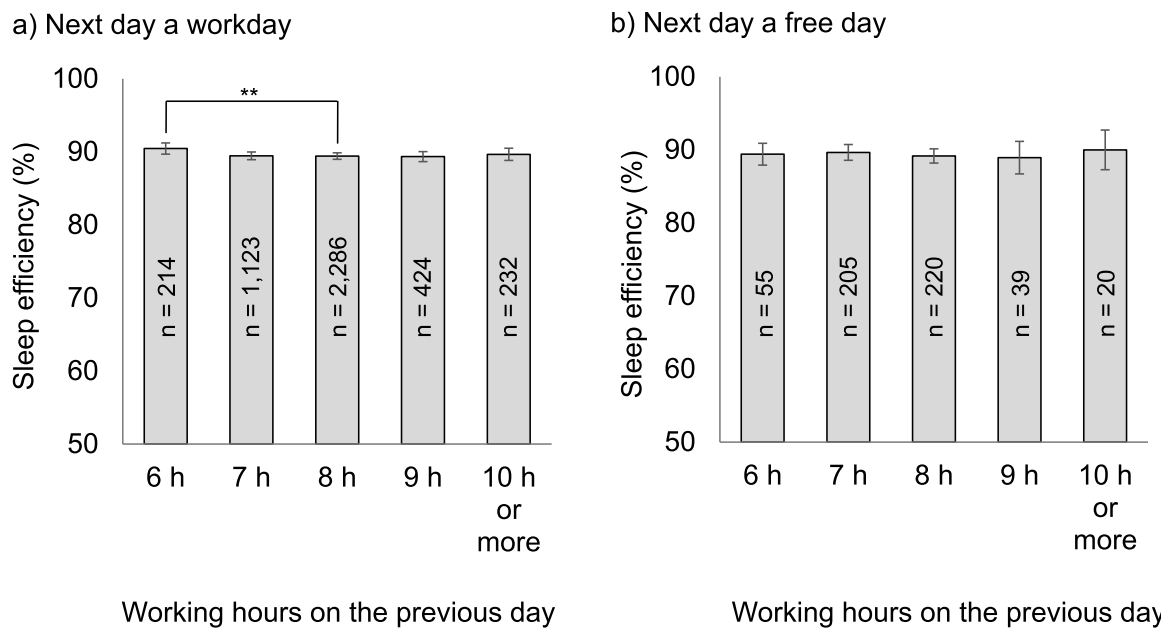 a) Next day a workday
100
90
80
70
60
50
Sleep efficiency (%)
**
n = 214
n = 1,123
n = 2,286
n = 424
n = 232
6 h
7 h
8 h
9 h
10 h
or
more
Working hours on the previous day
b) Next day a free day
100
90
80
70
60
50
Sleep efficiency (%)
n = 55
n = 205
n = 220
n = 39
n = 20
6 h
7 h
8 h
9 h
10 h
or
more
Working hours on the previous day